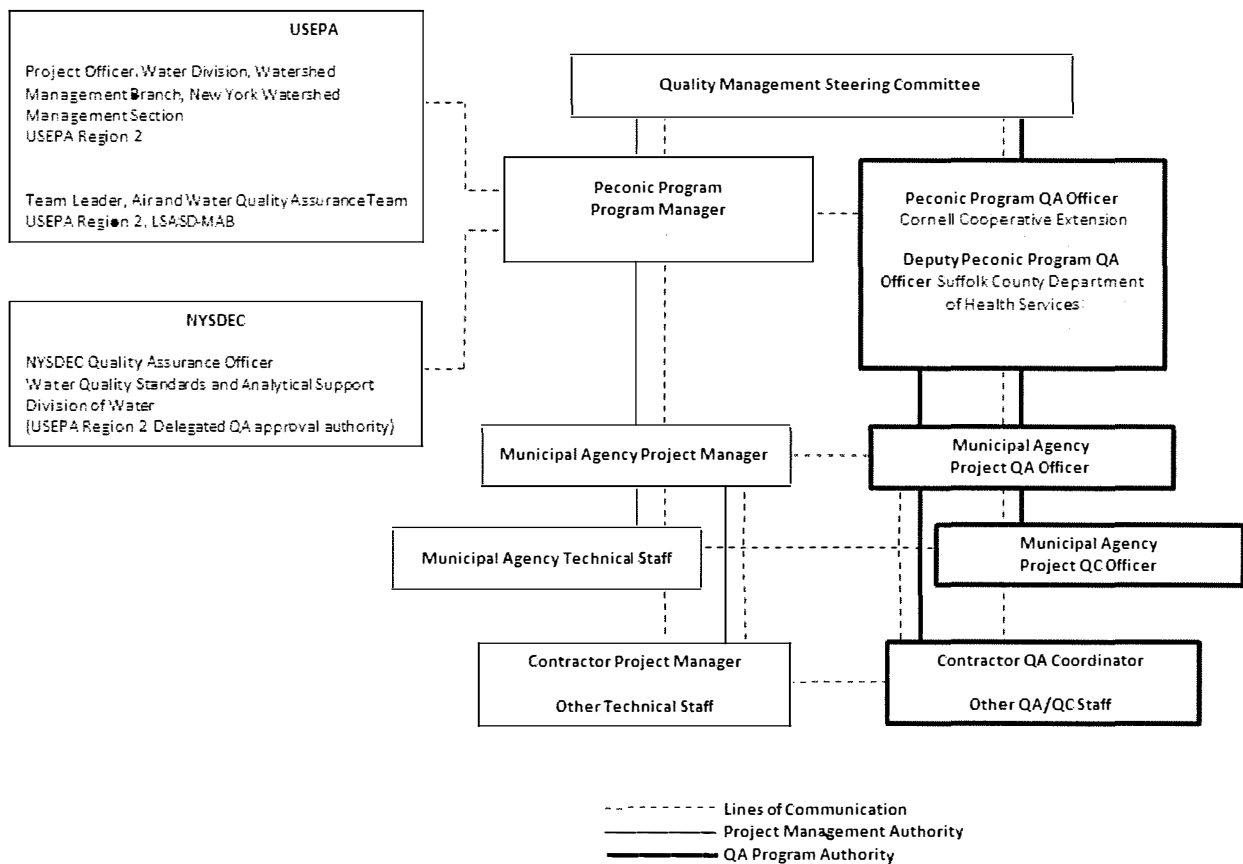 USEPA
Project Officer, Water Division, Watershed
Management Branch, New York Watershed
Management Section
USEPA Region 2
Team Leader, Air and Water Quality Assurance Team
USEPA Region 2, LSASD-MAB
NYSDEC
NYSDEC Quality Assurance Officer
Water Quality Standards and Analytical Support
Division of Water
(USEPA Region 2 Delegated QA approval authority)
Quality Management Steering Committee
Peconic Program
Program Manager
Peconic Program QA Officer
Cornell Cooperative Extension
Deputy Peconic Program QA
Officer Suffolk County Department
of Health Services
Municipal Agency Project Manager
Municipal Agency
Project QA Officer
Municipal Agency Technical Staff
Municipal Agency
Project QC Officer
Contractor Project Manager
Other Technical Staff
Contractor QA Coordinator
Other QA/QC Staff
Lines of Communication
Project Management Authority
QA Program Authority